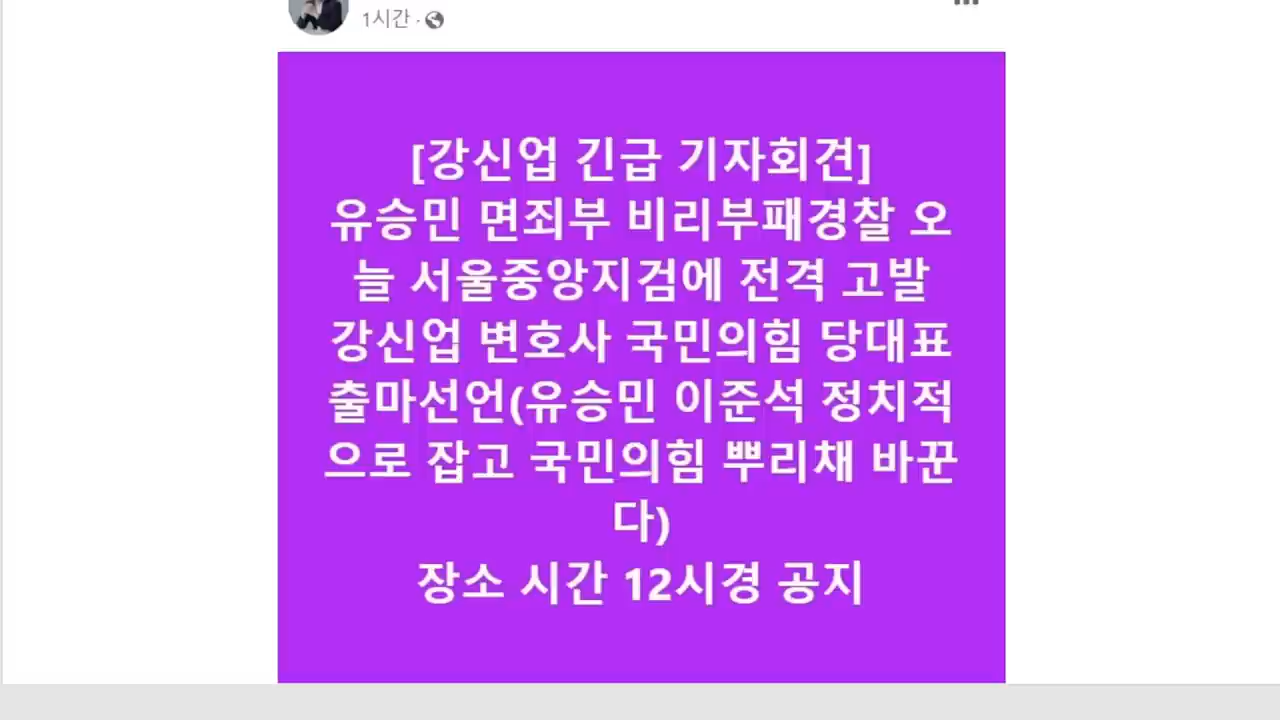 1시간 ·
[강신업 긴급 기자회견]
유승민 면죄부 비리부패경찰 오
늘 서울중앙지검에 전격 고발
강신업 변호사 국민의힘 당대표
출마선언(유승민 이준석 정치적
으로 잡고 국민의힘 뿌리채 바꾼
다)
장소 시간 12시경 공지